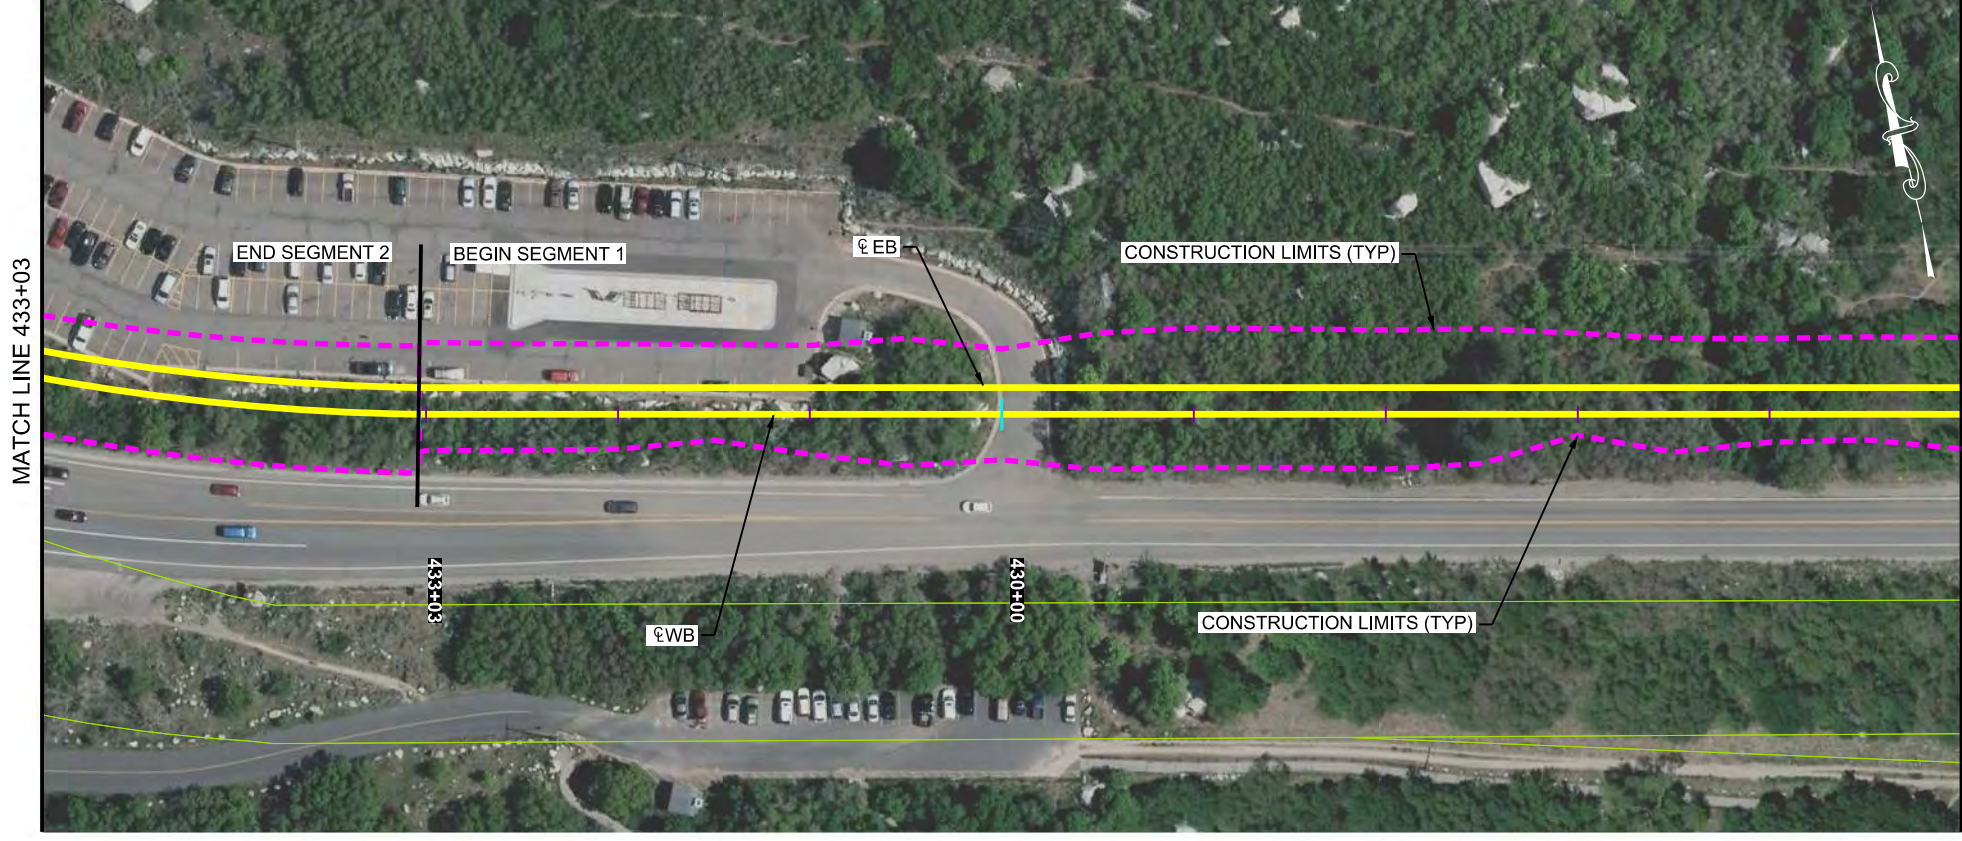 MATCH LINE 433+03
END SEGMENT 2
BEGIN SEGMENT 1
℄ EB
CONSTRUCTION LIMITS (TYP)
433+03
430+00
℄ WB
CONSTRUCTION LIMITS (TYP)